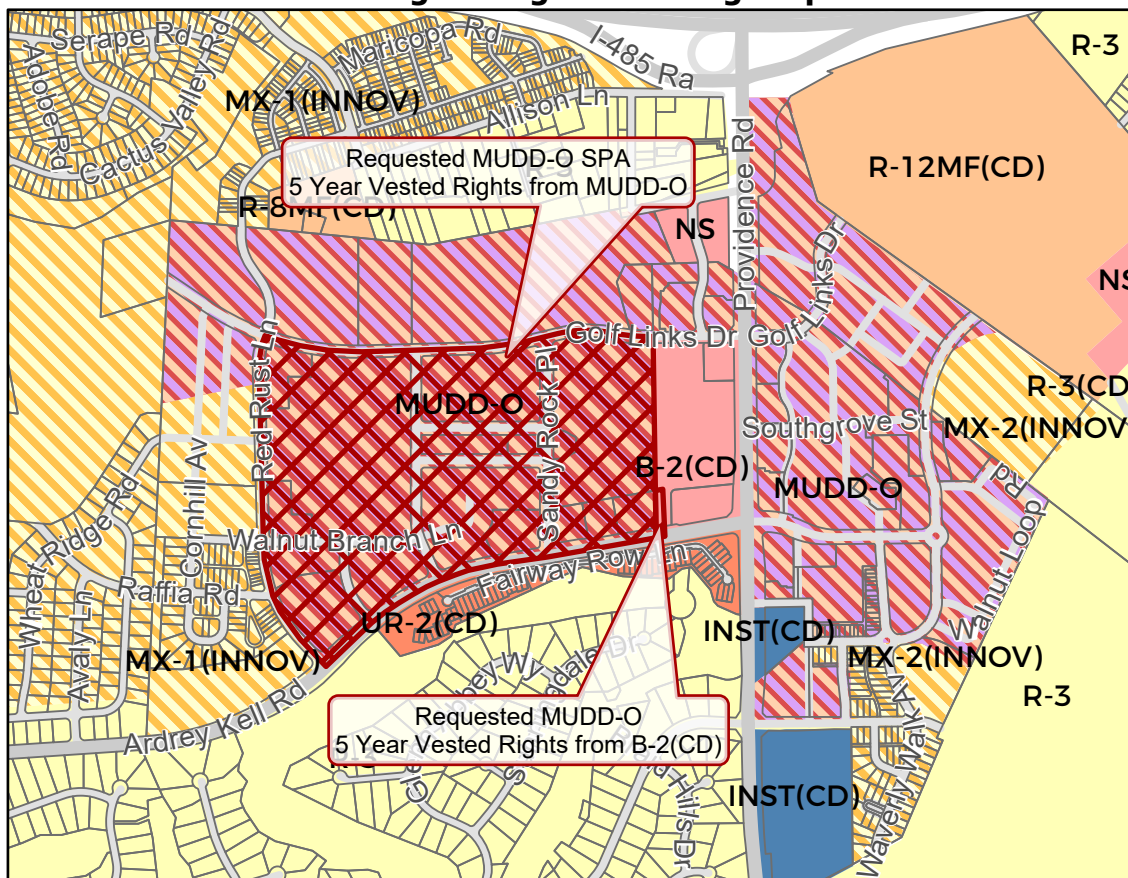 Serape Rd
Adobe Rd
Cactus Valley Rd
Maricopa Rd
MX-1(INNOV)
Allison Ln
I-485 Ra
R-3
R-12MF(CD)
Requested MUDD-O SPA
5 Year Vested Rights from MUDD-O
R-8MF(CD)
NS
Providence Rd
NS
Golf Links Dr
Golf Links Dr
Red Rust Ln
Sandy Rock Pl
MUDD-O
R-3(CD
MX-2(INNOV
Southgrove St
B-2(CD)
MUDD-O
Rd
Walnut Loop
Cornhill Av
Wheat Ridge Rd
Walnut Branch Ln
Fairway Row Ln
Raffia Rd
Avaly Ln
UR-2(CD)
INST(CD)
MX-1(INNOV)
MX-2(INNOV)
R-3
Ardrey Kell Rd
Requested MUDD-O
5 Year Vested Rights from B-2(CD)
INST(CD)
Waverly Walk Av